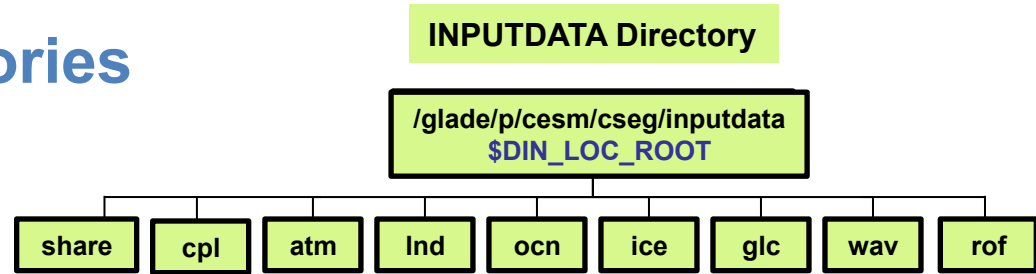 ories
INPUTDATA Directory
/glade/p/cesm/cseg/inputdata
$DIN_LOC_ROOT
share cpl atm lnd ocn ice glc wav rof